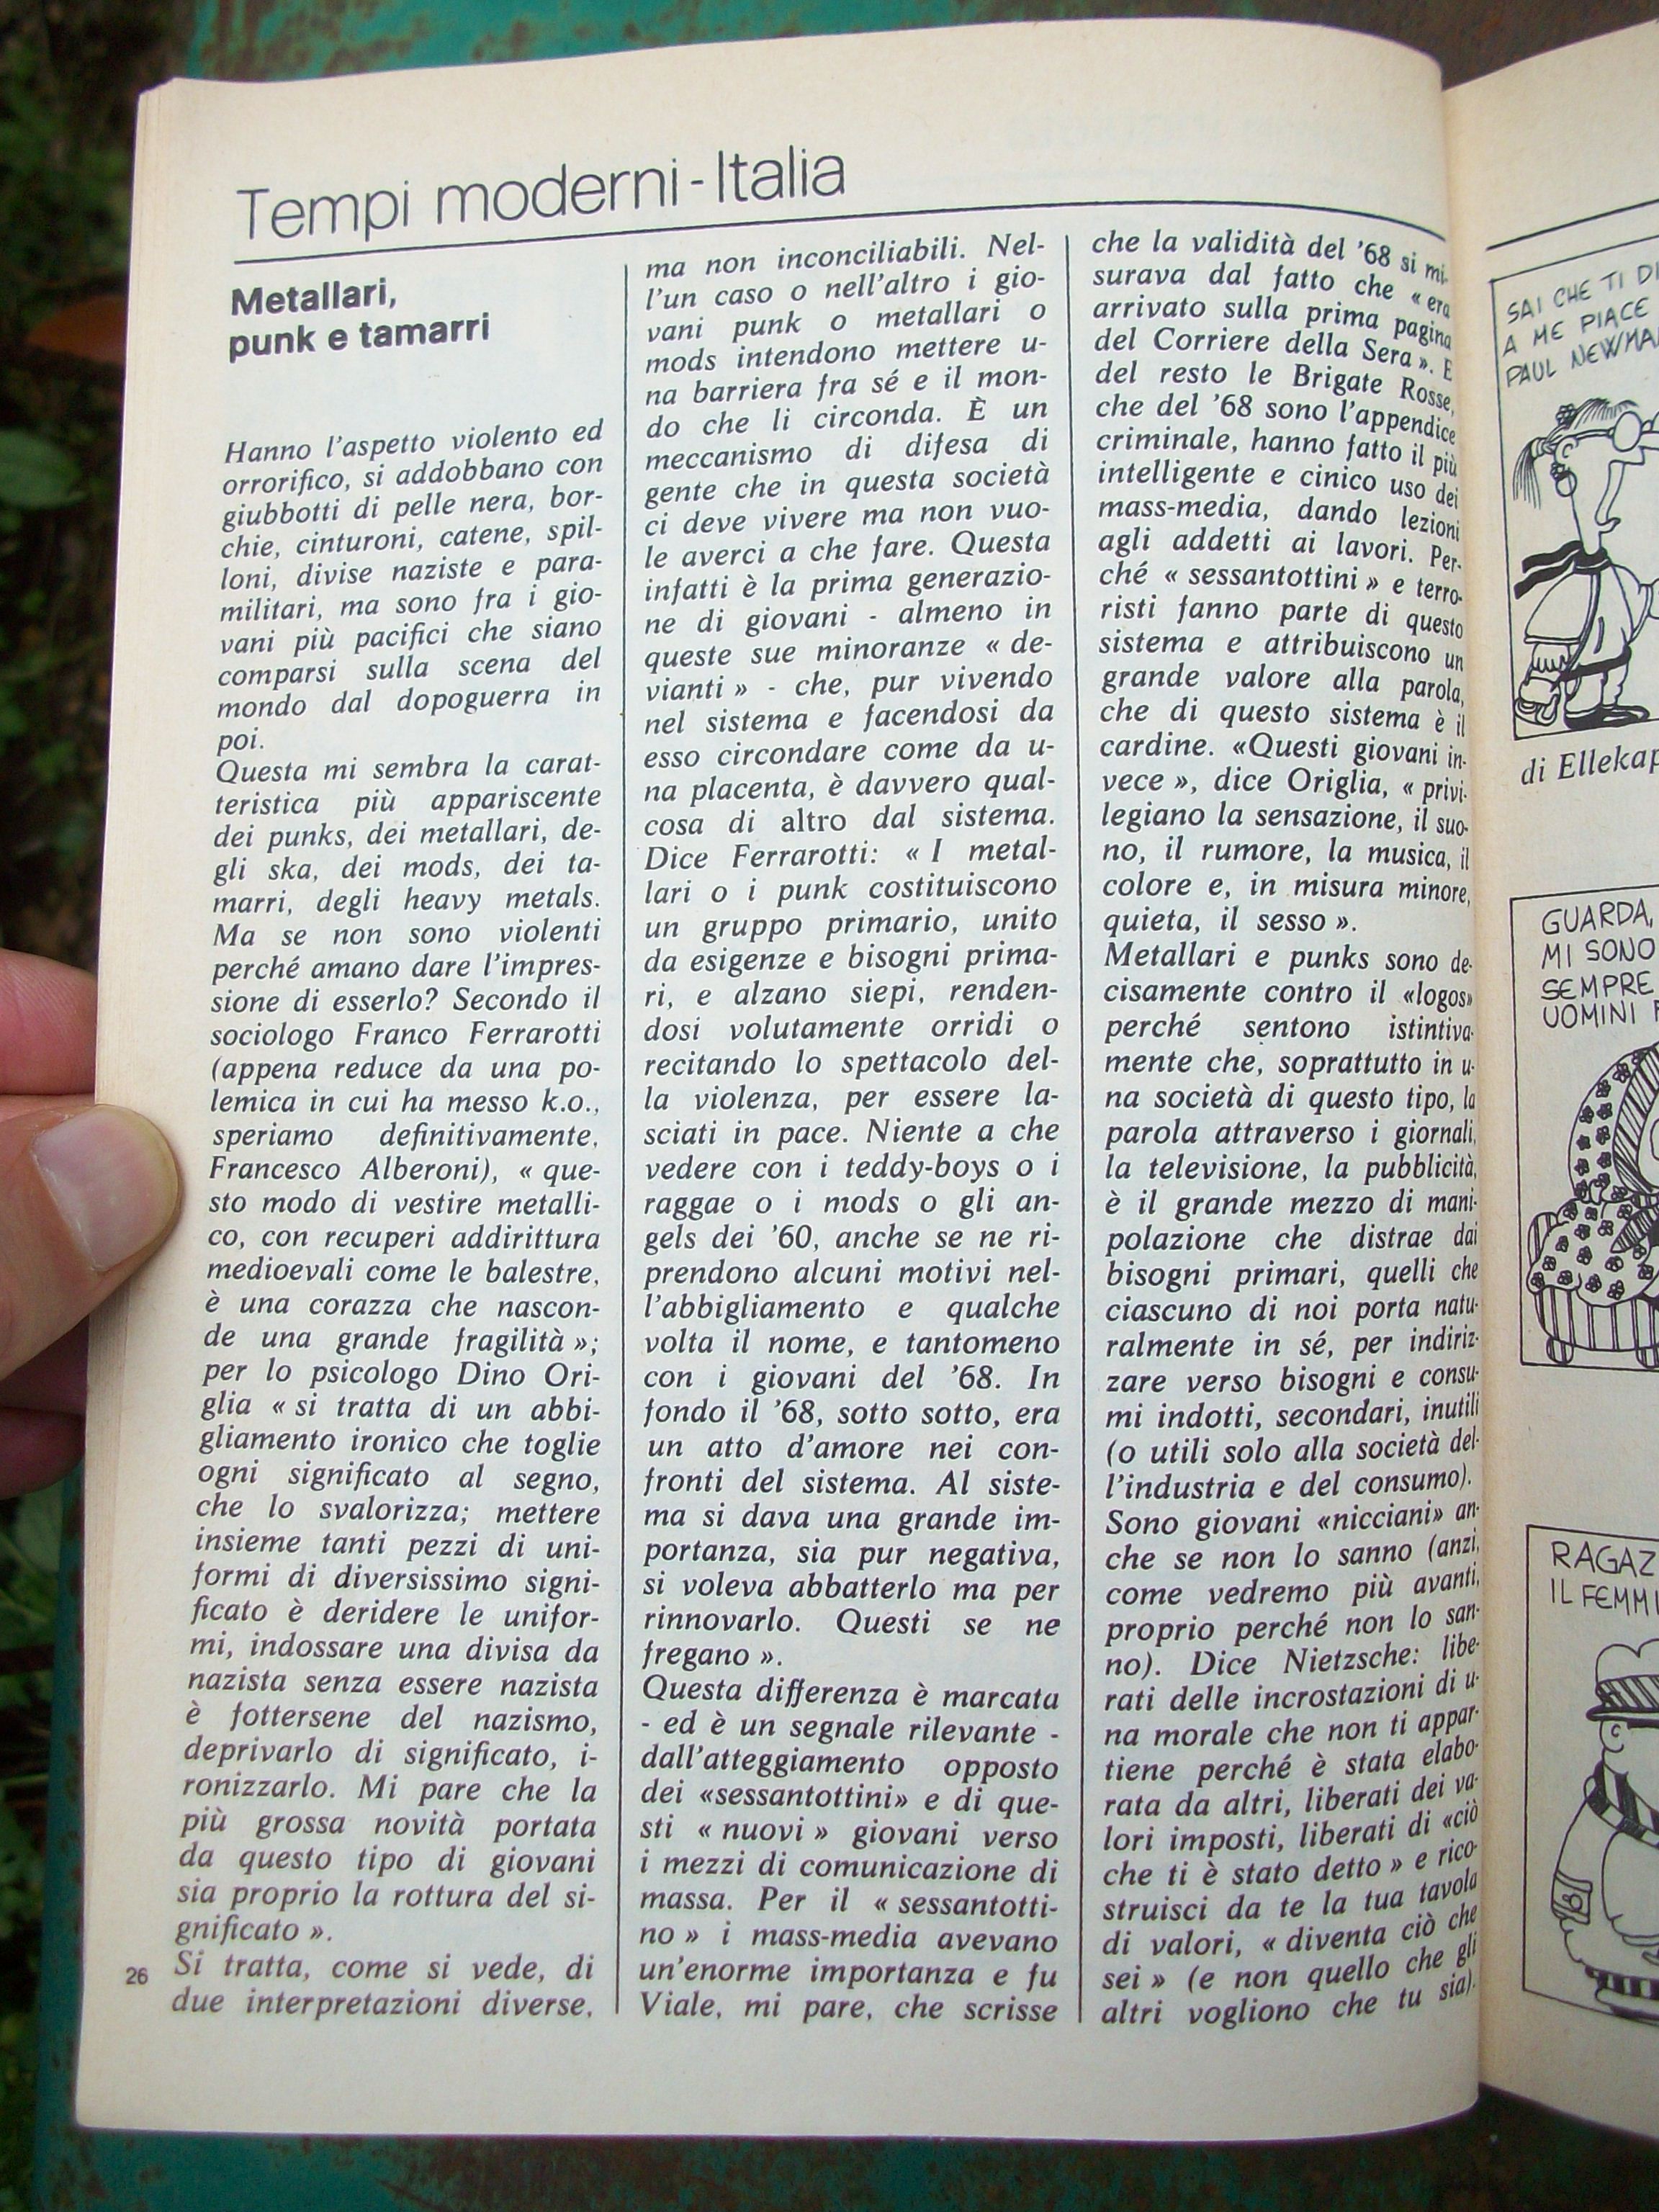 Tempi moderni-Italia
Metallari,
punk e tamarri
Hanno l'aspetto violento ed
orrorifico, si addobbano con
giubbotti di pelle nera, bor-
chie, cinturoni, catene, spil-
loni, divise naziste e para-
militari, ma sono fra i gio-
vani più pacifici che siano
comparsi sulla scena del
mondo dal dopoguerra in
poi.
Questa mi sembra la carat-
teristica più appariscente
dei punks, dei metallari, de-
gli ska, dei mods, dei ta-
marri, degli heavy metals.
Ma se non sono violenti
perché amano dare l'impres-
sione di esserlo? Secondo il
sociologo Franco Ferrarotti
(appena reduce da una po-
lemica in cui ha messo k.o.,
speriamo definitivamente,
Francesco Alberoni), « que-
sto modo di vestire metalli-
co, con recuperi addirittura
medioevali come le balestre,
è una corazza che nascon-
de una grande fragilità »;
per lo psicologo Dino Ori-
glia « si tratta di un abbi-
gliamento ironico che toglie
ogni significato al segno,
che lo svalorizza; mettere
insieme tanti pezzi di uni-
formi di diversissimo signi-
ficato è deridere le unifor-
mi, indossare una divisa da
nazista senza essere nazista
è fottersene del nazismo,
deprivarlo di significato, i-
ronizzarlo. Mi pare che la
più grossa novità portata
da questo tipo di giovani
sia proprio la rottura del si-
gnificato ».
Si tratta, come si vede, di
due interpretazioni diverse,
26
ma non inconciliabili. Nel-
l'un caso o nell'altro i gio-
vani punk o metallari o
mods intendono mettere u-
na barriera fra sé e il mon-
do che li circonda. È un
meccanismo di difesa di
gente che in questa società
ci deve vivere ma non vuo-
le averci a che fare. Questa
infatti è la prima generazio-
ne di giovani - almeno in
queste sue minoranze « de-
vianti » - che, pur vivendo
nel sistema e facendosi da
esso circondare come da u-
na placenta, è davvero qual-
cosa di altro dal sistema.
Dice Ferrarotti: « I metal-
lari o i punk costituiscono
un gruppo primario, unito
da esigenze e bisogni prima-
ri, e alzano siepi, renden-
dosi volutamente orridi o
recitando lo spettacolo del-
la violenza, per essere la-
sciati in pace. Niente a che
vedere con i teddy-boys o i
raggae o i mods o gli an-
gels dei '60, anche se ne ri-
prendono alcuni motivi nel-
l'abbigliamento e qualche
volta il nome, e tantomeno
con i giovani del '68. In
fondo il '68, sotto sotto, era
un atto d'amore nei con-
fronti del sistema. Al siste-
ma si dava una grande im-
portanza, sia pur negativa,
si voleva abbatterlo ma per
rinnovarlo. Questi se ne
fregano ».
Questa differenza è marcata
- ed è un segnale rilevante -
dall'atteggiamento opposto
dei «sessantottini» e di que-
sti « nuovi » giovani verso
i mezzi di comunicazione di
massa. Per il « sessantotti-
no » i mass-media avevano
un'enorme importanza e fu
Viale, mi pare, che scrisse
che la validità del '68 si mi-
surava dal fatto che « era
arrivato sulla prima pagina
del Corriere della Sera ». E
del resto le Brigate Rosse,
che del '68 sono l'appendice
criminale, hanno fatto il più
intelligente e cinico uso dei
mass-media, dando lezioni
agli addetti ai lavori. Per-
ché « sessantottini » e terro-
risti fanno parte di questo
sistema e attribuiscono un
grande valore alla parola,
che di questo sistema è il
cardine. «Questi giovani in-
vece », dice Origlia, « privi-
legiano la sensazione, il suo-
no, il rumore, la musica, il
colore e, in misura minore,
quieta, il sesso ».
Metallari e punks sono de-
cisamente contro il «logos»
perché sentono istintiva-
mente che, soprattutto in u-
na società di questo tipo, la
parola attraverso i giornali,
la televisione, la pubblicità,
è il grande mezzo di mani-
polazione che distrae dai
bisogni primari, quelli che
ciascuno di noi porta natu-
ralmente in sé, per indiriz-
zare verso bisogni e consu-
mi indotti, secondari, inutili
(o utili solo alla società del-
l'industria e del consumo).
Sono giovani «nicciani» an-
che se non lo sanno (anzi,
come vedremo più avanti,
proprio perché non lo san-
no). Dice Nietzsche: libe-
rati delle incrostazioni di u-
na morale che non ti appar-
tiene perché è stata elabo-
rata da altri, liberati dei va-
lori imposti, liberati di «ciò
che ti è stato detto » e rico-
struisci da te la tua tavola
di valori, « diventa ciò che
sei » (e non quello che gli
altri vogliono che tu sia).
SAI CHE TI
A ME PIACE
PAUL
di
GUARDA,
MI SONO
SEMPRE
UOMINI
IL